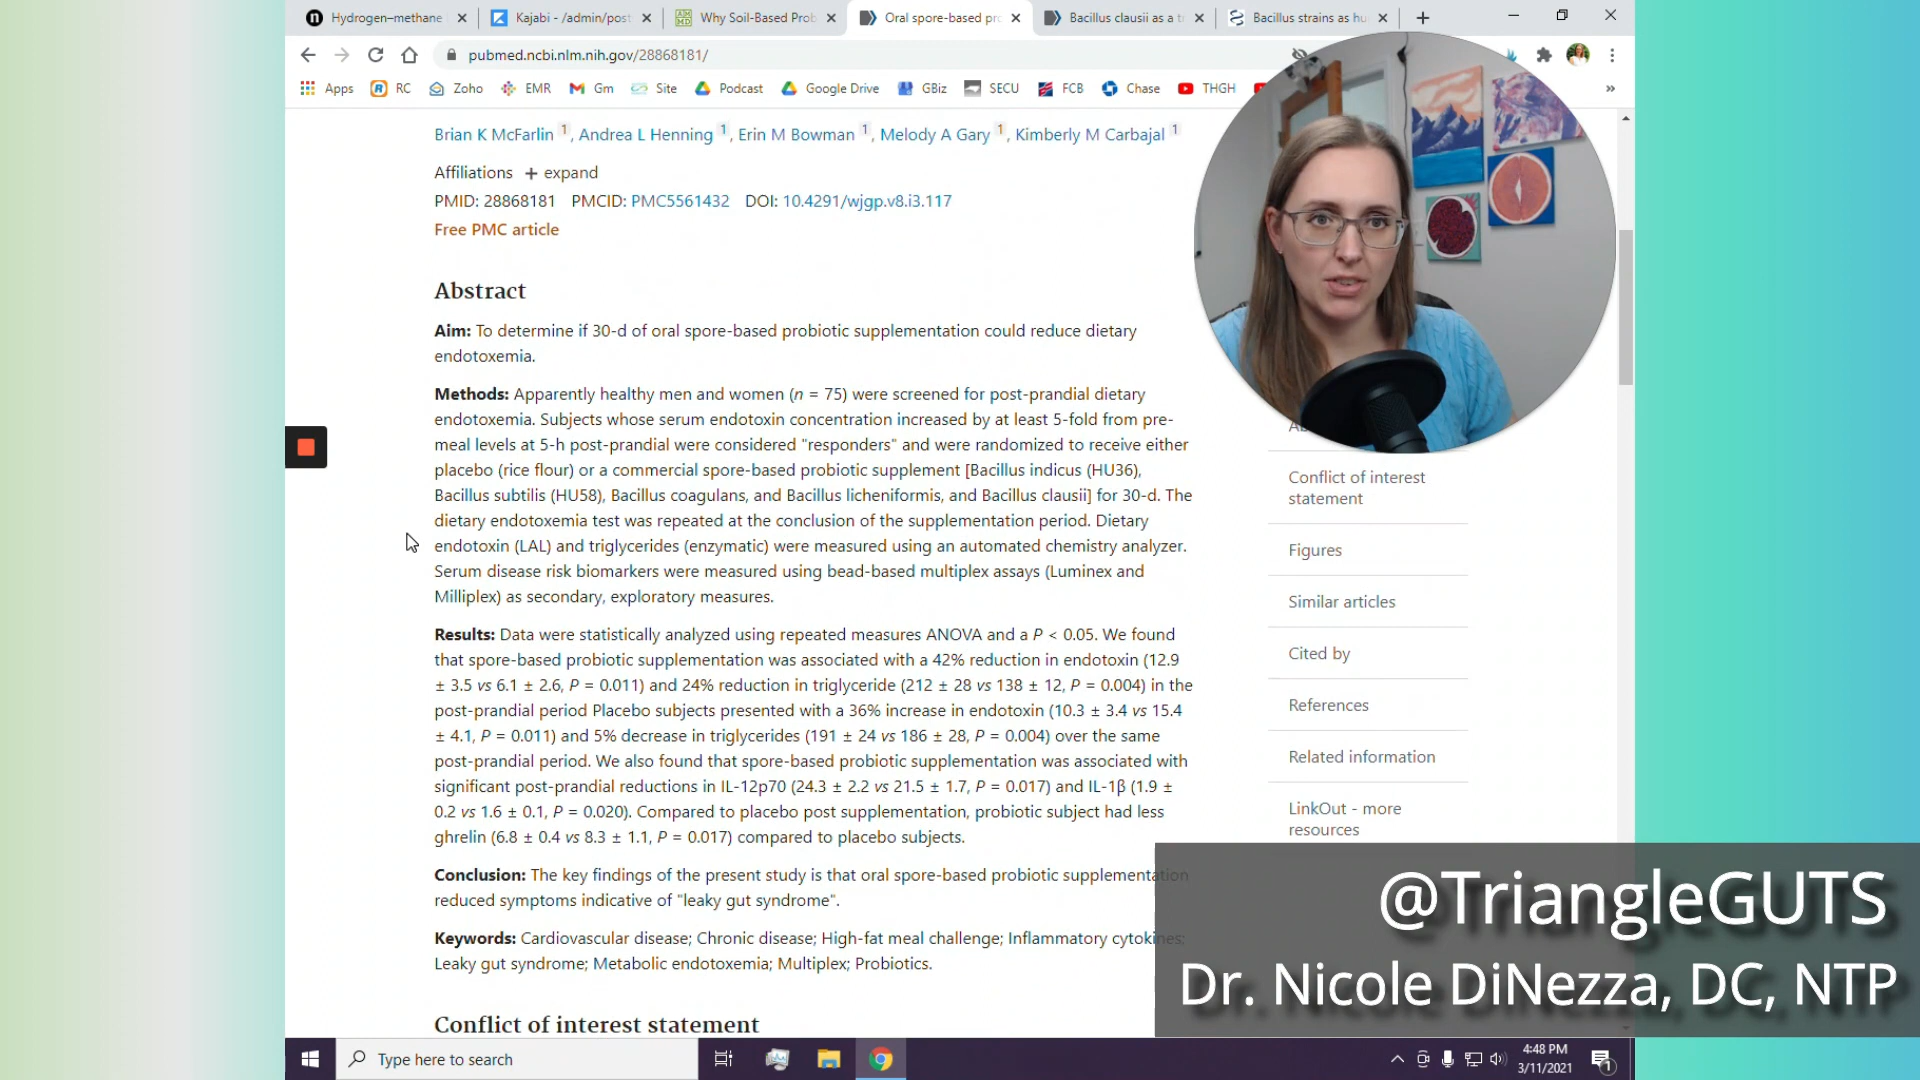 Hydrogen–methane
Kajabi - /admin/post
Why Soil-Based Prob
Oral spore-based pro
Bacillus clausii as a t
Bacillus strains as hu
pubmed.ncbi.nlm.nih.gov/28868181/
Apps RC Zoho EMR Gm Site Podcast Google Drive GBiz SECU FCB Chase THGH
Brian K McFarlin 1, Andrea L Henning 1, Erin M Bowman 1, Melody A Gary 1, Kimberly M Carbajal 1
Affiliations + expand
PMID: 28868181 PMCID: PMC5561432 DOI: 10.4291/wjgp.v8.i3.117
Free PMC article
Abstract
Aim: To determine if 30-d of oral spore-based probiotic supplementation could reduce dietary
endotoxemia.
Methods: Apparently healthy men and women (n = 75) were screened for post-prandial dietary
endotoxemia. Subjects whose serum endotoxin concentration increased by at least 5-fold from pre-
meal levels at 5-h post-prandial were considered "responders" and were randomized to receive either
placebo (rice flour) or a commercial spore-based probiotic supplement [Bacillus indicus (HU36),
Bacillus subtilis (HU58), Bacillus coagulans, and Bacillus licheniformis, and Bacillus clausii] for 30-d. The
dietary endotoxemia test was repeated at the conclusion of the supplementation period. Dietary
endotoxin (LAL) and triglycerides (enzymatic) were measured using an automated chemistry analyzer.
Serum disease risk biomarkers were measured using bead-based multiplex assays (Luminex and
Milliplex) as secondary, exploratory measures.
Results: Data were statistically analyzed using repeated measures ANOVA and a P < 0.05. We found
that spore-based probiotic supplementation was associated with a 42% reduction in endotoxin (12.9
± 3.5 vs 6.1 ± 2.6, P = 0.011) and 24% reduction in triglyceride (212 ± 28 vs 138 ± 12, P = 0.004) in the
post-prandial period Placebo subjects presented with a 36% increase in endotoxin (10.3 ± 3.4 vs 15.4
± 4.1, P = 0.011) and 5% decrease in triglycerides (191 ± 24 vs 186 ± 28, P = 0.004) over the same
post-prandial period. We also found that spore-based probiotic supplementation was associated with
significant post-prandial reductions in IL-12p70 (24.3 ± 2.2 vs 21.5 ± 1.7, P = 0.017) and IL-1β (1.9 ±
0.2 vs 1.6 ± 0.1, P = 0.020). Compared to placebo post supplementation, probiotic subject had less
ghrelin (6.8 ± 0.4 vs 8.3 ± 1.1, P = 0.017) compared to placebo subjects.
Conclusion: The key findings of the present study is that oral spore-based probiotic supplementation
reduced symptoms indicative of "leaky gut syndrome".
Keywords: Cardiovascular disease; Chronic disease; High-fat meal challenge; Inflammatory cytokines;
Leaky gut syndrome; Metabolic endotoxemia; Multiplex; Probiotics.
Conflict of interest statement
Conflict of interest
statement
Figures
Similar articles
Cited by
References
Related information
LinkOut - more
resources
@TriangleGUTS
Dr. Nicole DiNezza, DC, NTP
Type here to search
4:48 PM
3/11/2021
1